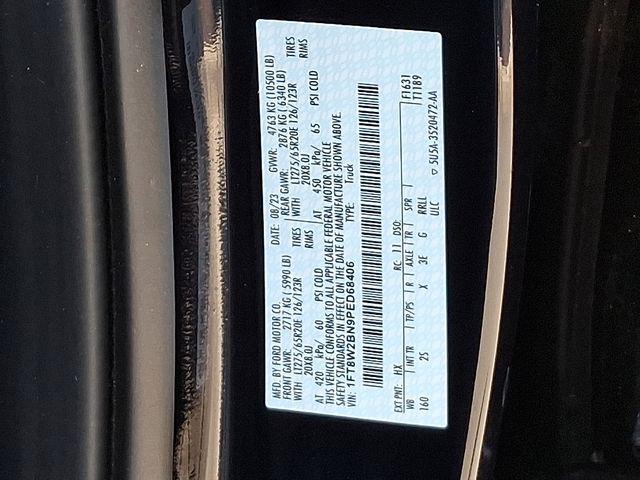 MFD. BY FORD MOTOR CO. DATE: 08/23 GVWR: 4763 KG (10500 LB)
FRONT GAWR: 2717 KG (5990 LB) REAR GAWR: 2876 KG (6340 LB)
WITH LT275/65R20E 126/123R TIRES WITH LT275/65R20E 126/123R TIRES
20X8.0J RIMS 20X8.0J RIMS
AT 420 kPa/ 60 PSI COLD AT 450 kPa/ 65 PSI COLD
THIS VEHICLE CONFORMS TO ALL APPLICABLE FEDERAL MOTOR VEHICLE
SAFETY STANDARDS IN EFFECT ON THE DATE OF MANUFACTURE SHOWN ABOVE.
VIN: 1FT8W2BN9PED68406 TYPE: Truck
F1631
T1189
EXT PNT: HX RC: 11 DSO:
WB INT TR TP/PS R AXLE TR SPR
160 2S X 3E G RRLL
ULC
▽ 5U5A-3520472-AA